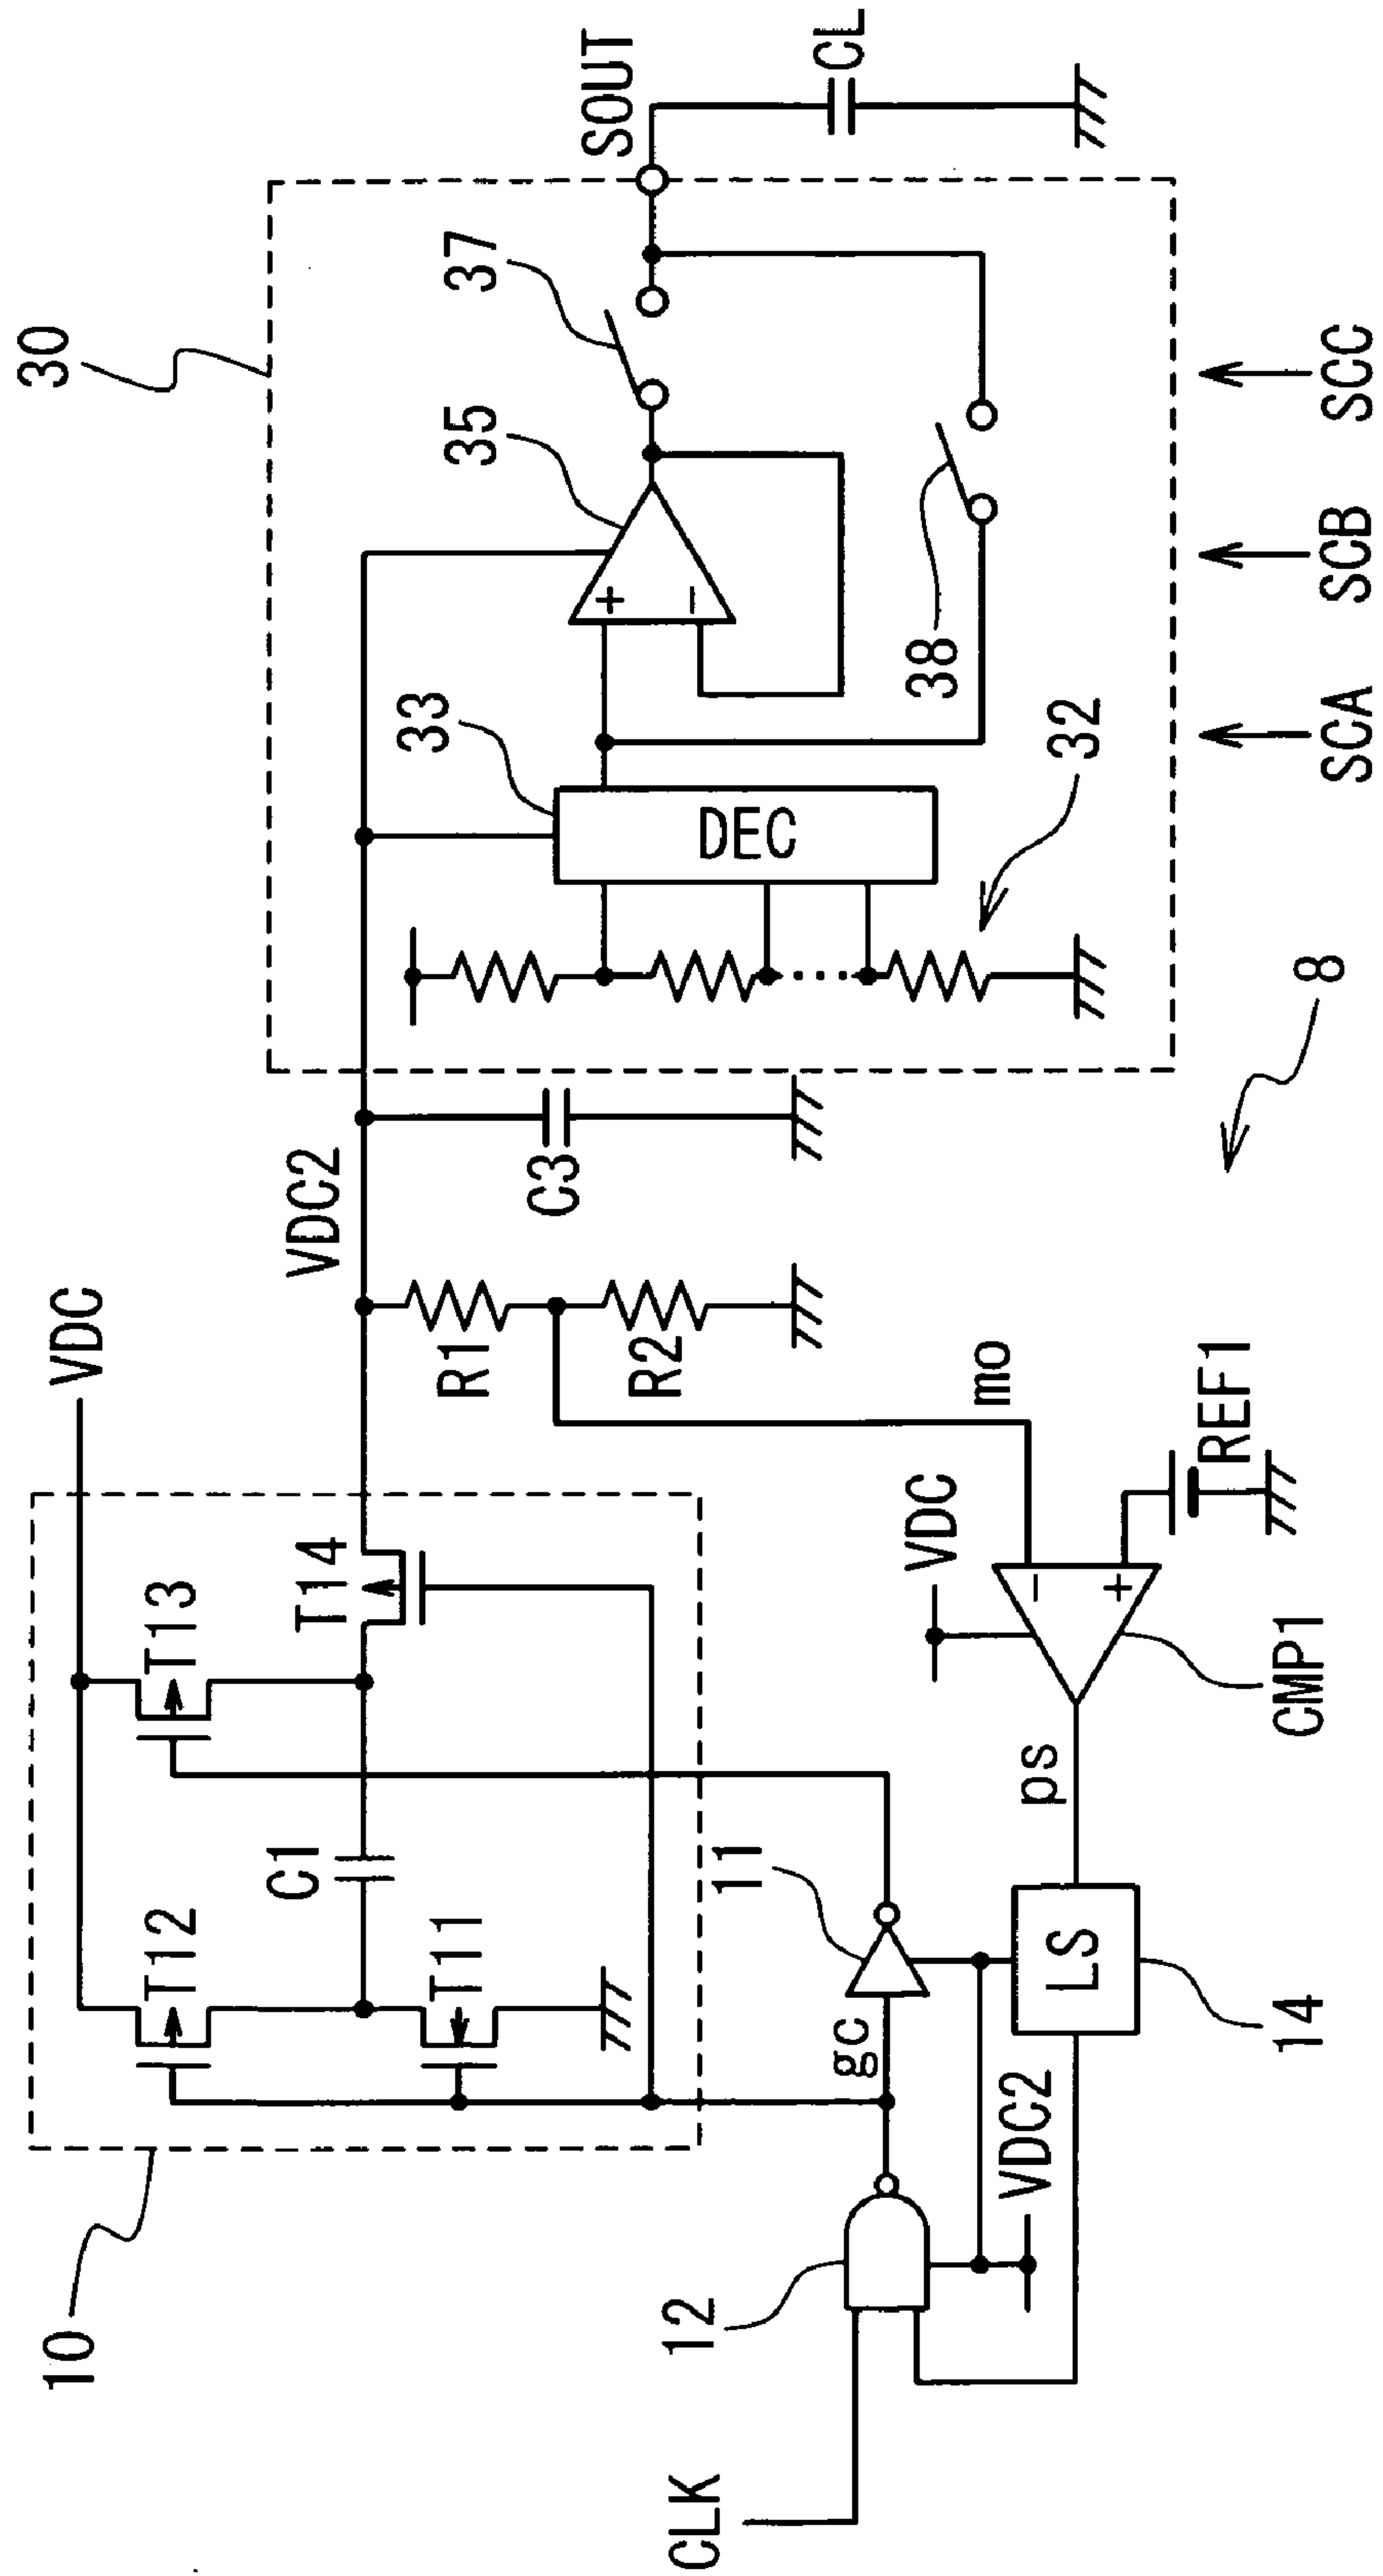 30
SOUT
CL
37
35
33
38
32
DEC
SCA
SCB
SCC
8
VDC2
C3
R1
R2
VDC
T13
T14
T12
C1
T11
10
mo
REF1
VDC
CMP1
ps
LS
14
11
gc
VDC2
12
CLK
+
−
−
+